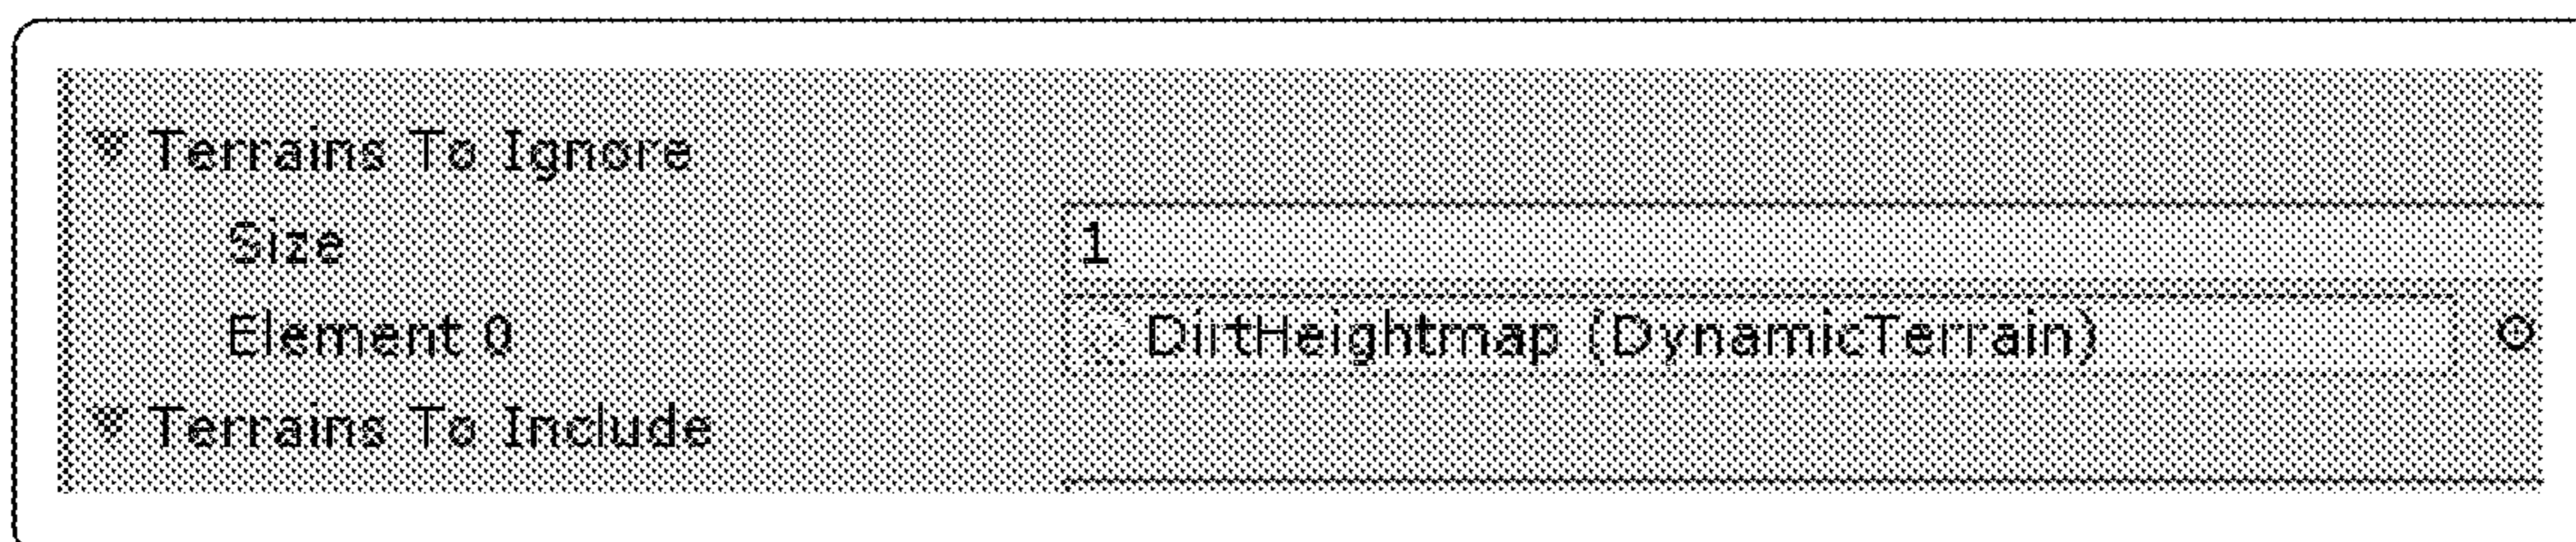 Terrains To Ignore
Size 1
Element 0 DirtHeightmap (DynamicTerrain)
Terrains To Include